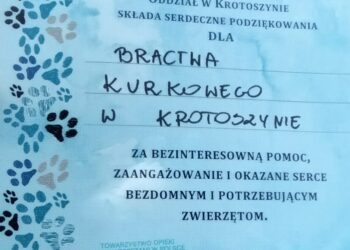 ODDZIAŁ W KROTOSZYNIE
SKŁADA SERDECZNE PODZIĘKOWANIA
DLA
BRACTWA
KURKOWEGO
W KROTOSZYNIE
ZA BEZINTERESOWNĄ POMOC,
ZAANGAŻOWANIE I OKAZANE SERCE
BEZDOMNYM I POTRZEBUJĄCYM
ZWIERZĘTOM.
TOWARZYSTWO OPIEKI